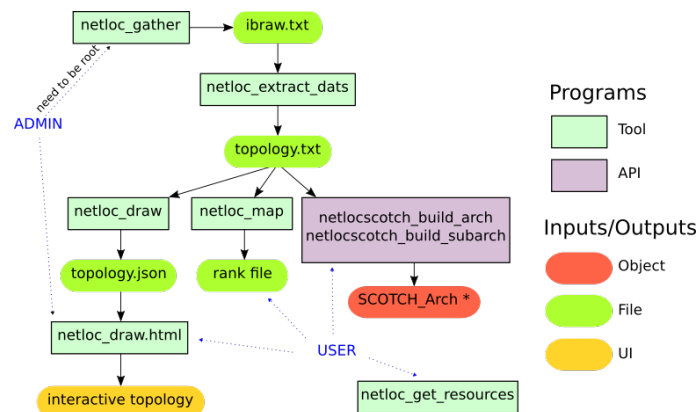 netloc_gather
ibraw.txt
need to be root
netloc_extract_dats
ADMIN
topology.txt
netloc_draw
netloc_map
netlocscotch_build_arch
netlocscotch_build_subarch
topology.json
rank file
SCOTCH_Arch *
netloc_draw.html
USER
interactive topology
netloc_get_resources
Programs
Tool
API
Inputs/Outputs
Object
File
UI